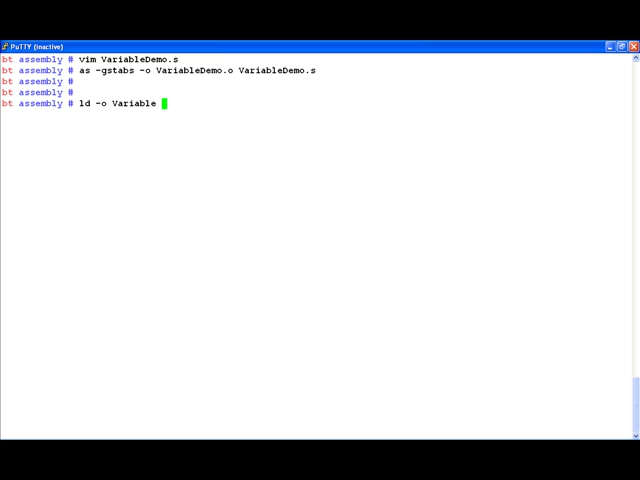 PuTTY (inactive)
bt assembly # vim VariableDemo.s
bt assembly # as -gstabs -o VariableDemo.o VariableDemo.s
bt assembly #
bt assembly #
bt assembly # ld -o Variable